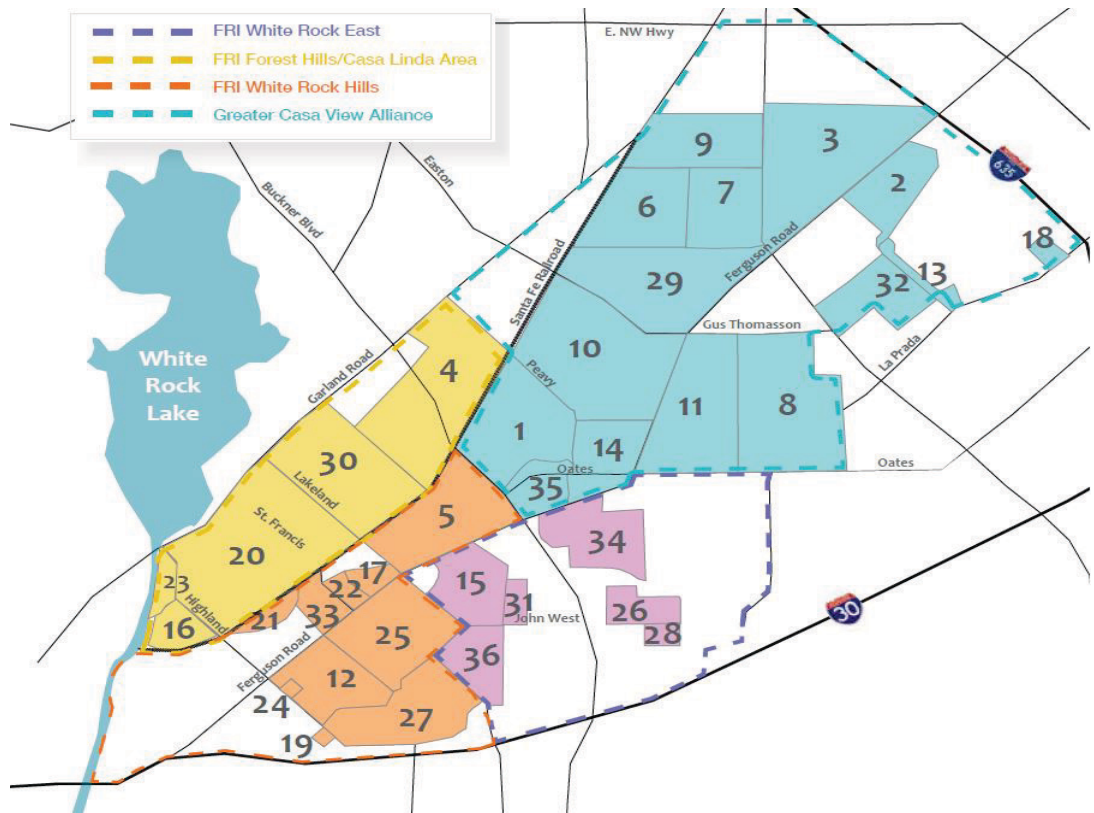 FRI White Rock East
FRI Forest Hills/Casa Linda Area
FRI White Rock Hills
Greater Casa View Alliance
E. NW Hwy
635
Easton
Buckner Blvd
9
3
2
6
7
18
Santa Fe Railroad
Ferguson Road
13
32
29
Gus Thomasson
La Prada
White
Rock
Lake
Garland Road
4
10
Peavy
11
8
1
14
30
Lakeland
Oates
Oates
35
5
St. Francis
20
34
23
17
15
22
31
26
30
16
Highland
21
33
John West
28
25
36
Ferguson Road
12
24
27
19